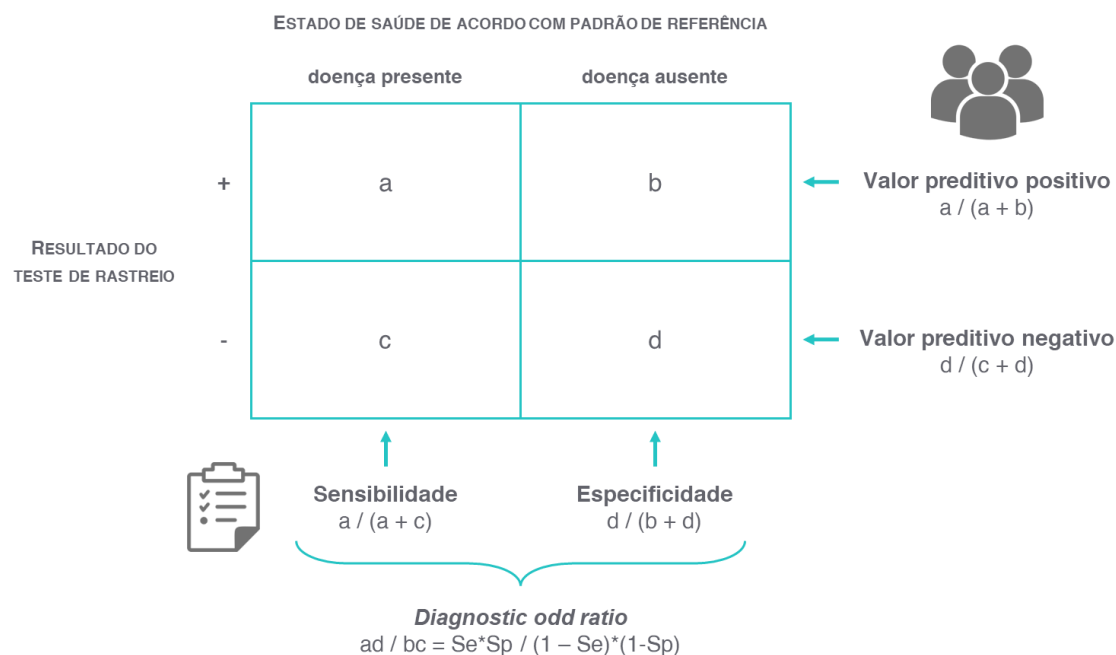 ESTADO DE SAÚDE DE ACORDO COM PADRÃO DE REFERÊNCIA
doença presente
doença ausente
+
a
b
Valor preditivo positivo
a / (a + b)
RESULTADO DO
TESTE DE RASTREIO
-
c
d
Valor preditivo negativo
d / (c + d)
Sensibilidade
a / (a + c)
Especificidade
d / (b + d)
Diagnostic odd ratio
ad / bc = Se*Sp / (1 – Se)*(1-Sp)